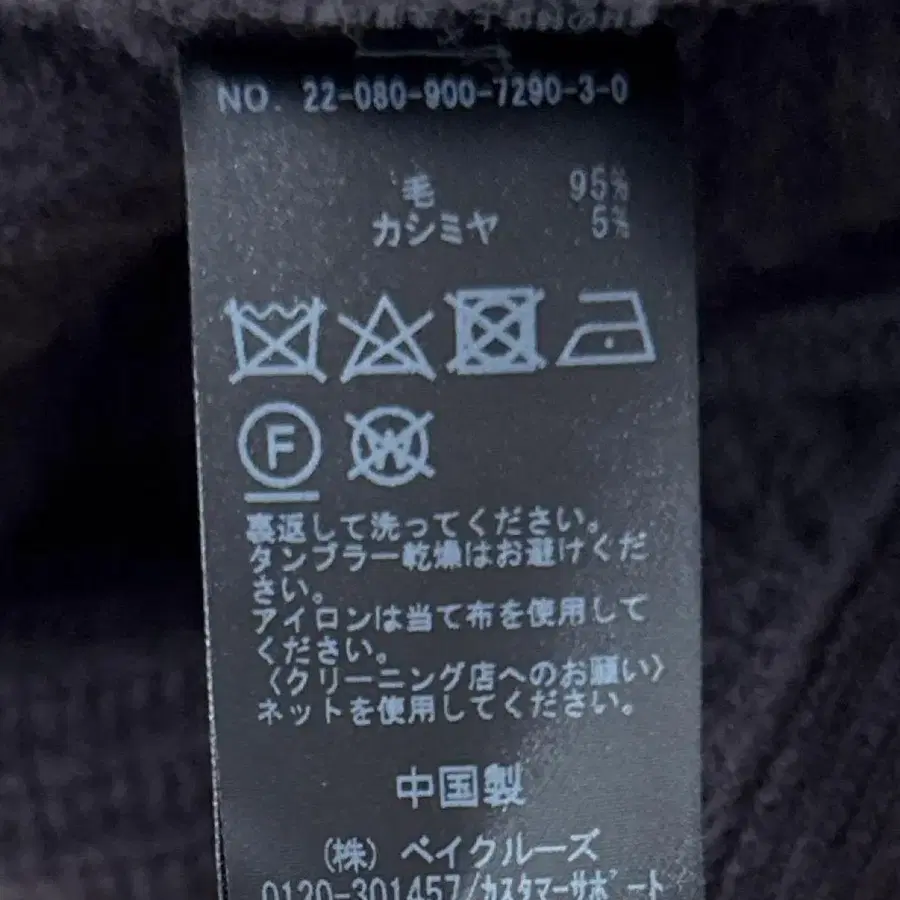 NO. 22-080-900-7290-3-0
毛 95%
カシミヤ 5%
F W
裏返して洗ってください。
タンブラー乾燥はお避けくだ
さい。
アイロンは当て布を使用して
ください。
〈クリーニング店へのお願い〉
ネットを使用してください。
中国製
(株) ベイクルーズ
0120-301457/カスタマーサポート